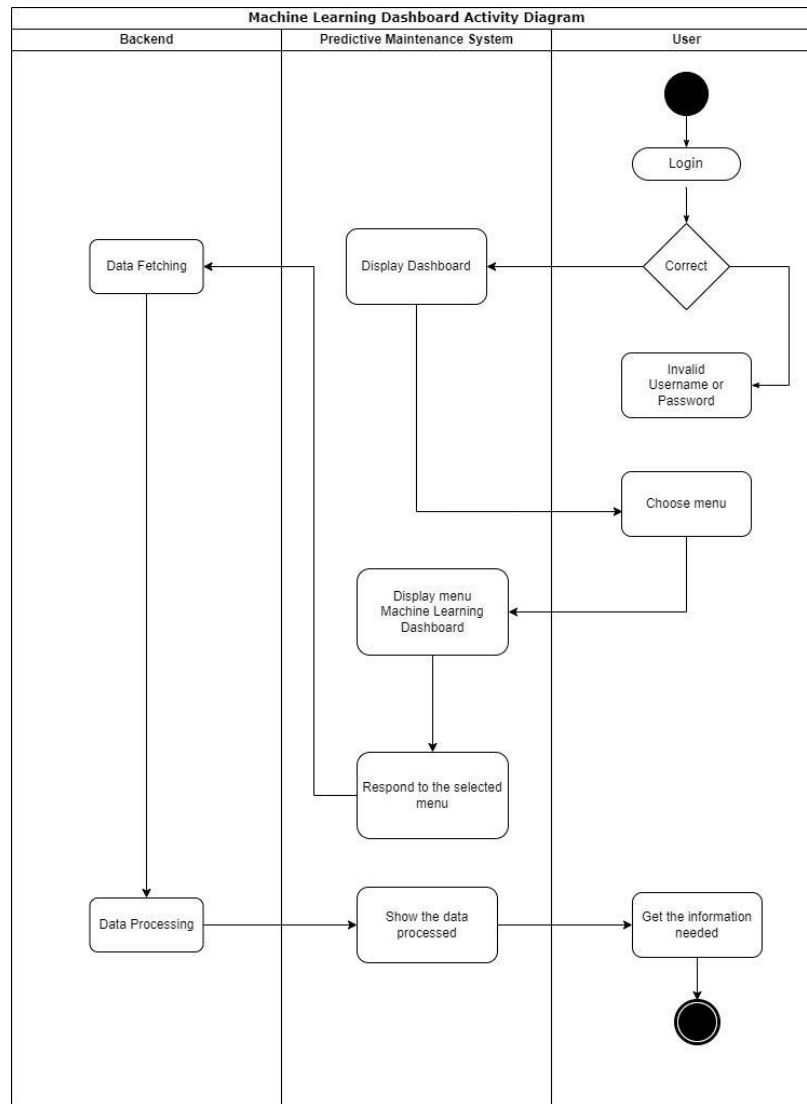 Machine Learning Dashboard Activity Diagram
Backend
Predictive Maintenance System
User
Login
Data Fetching
Display Dashboard
Correct
Invalid
Username or
Password
Choose menu
Display menu
Machine Learning
Dashboard
Respond to the selected
menu
Data Processing
Show the data
processed
Get the information
needed